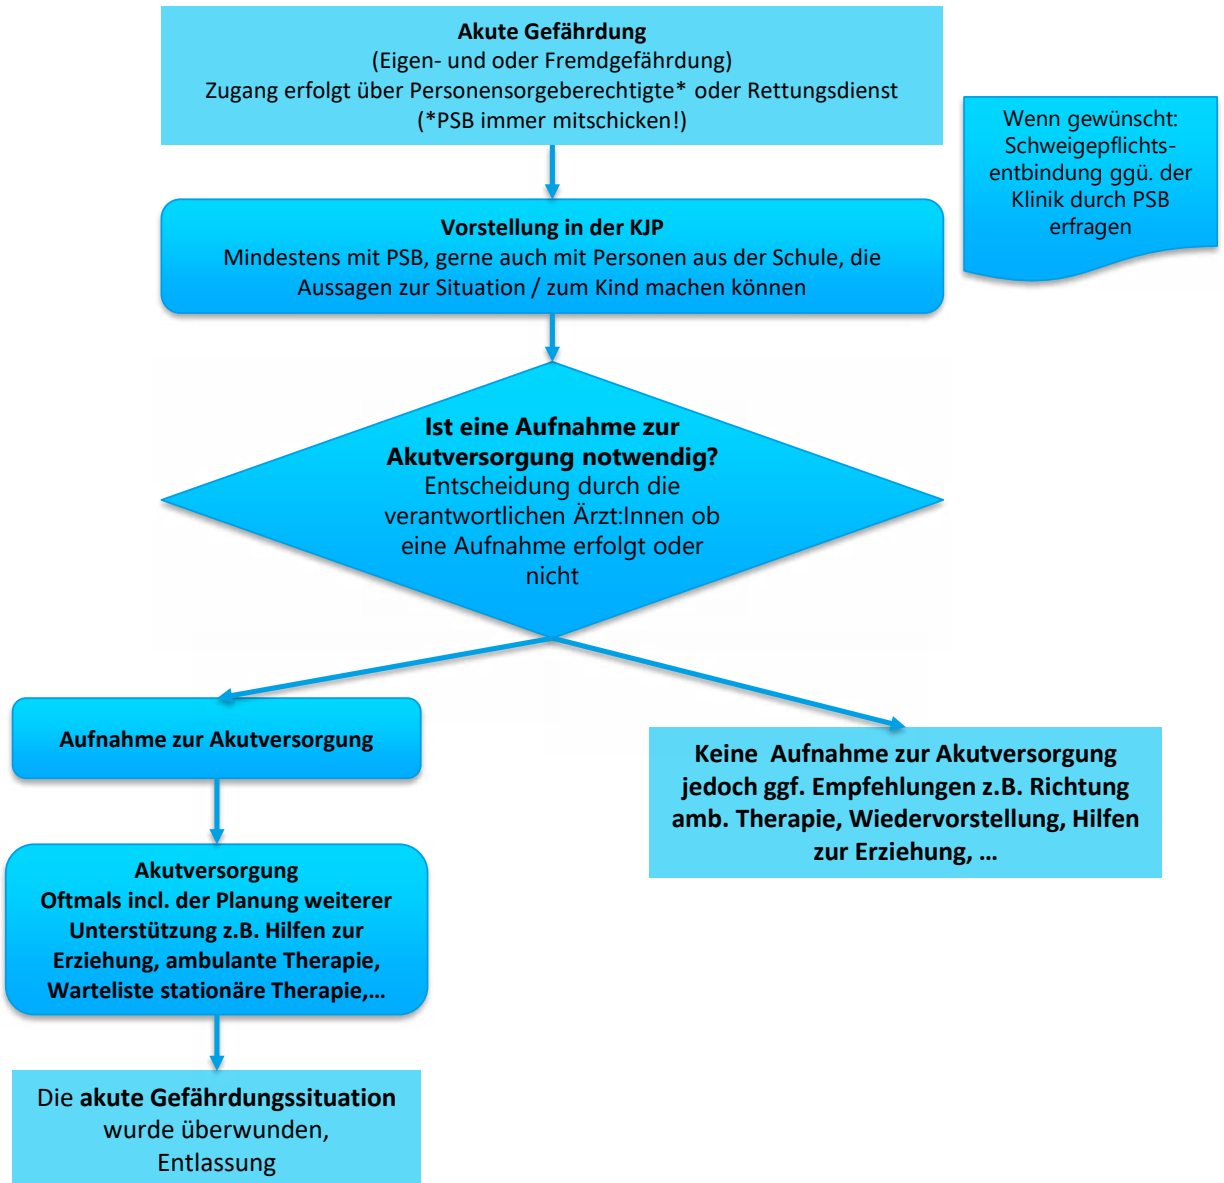 Akute Gefährdung
(Eigen- und oder Fremdgefährdung)
Zugang erfolgt über Personensorgeberechtigte* oder Rettungsdienst
(*PSB immer mitschicken!)
Wenn gewünscht:
Schweigepflichts-
entbindung ggü. der
Klinik durch PSB
erfragen
Vorstellung in der KJP
Mindestens mit PSB, gerne auch mit Personen aus der Schule, die
Aussagen zur Situation / zum Kind machen können
Ist eine Aufnahme zur
Akutversorgung notwendig?
Entscheidung durch die
verantwortlichen Ärzt:Innen ob
eine Aufnahme erfolgt oder
nicht
Aufnahme zur Akutversorgung
Keine  Aufnahme zur Akutversorgung
jedoch ggf. Empfehlungen z.B. Richtung
amb. Therapie, Wiedervorstellung, Hilfen
zur Erziehung, …
Akutversorgung
Oftmals incl. der Planung weiterer
Unterstützung z.B. Hilfen zur
Erziehung, ambulante Therapie,
Warteliste stationäre Therapie,…
Die akute Gefährdungssituation
wurde überwunden,
Entlassung